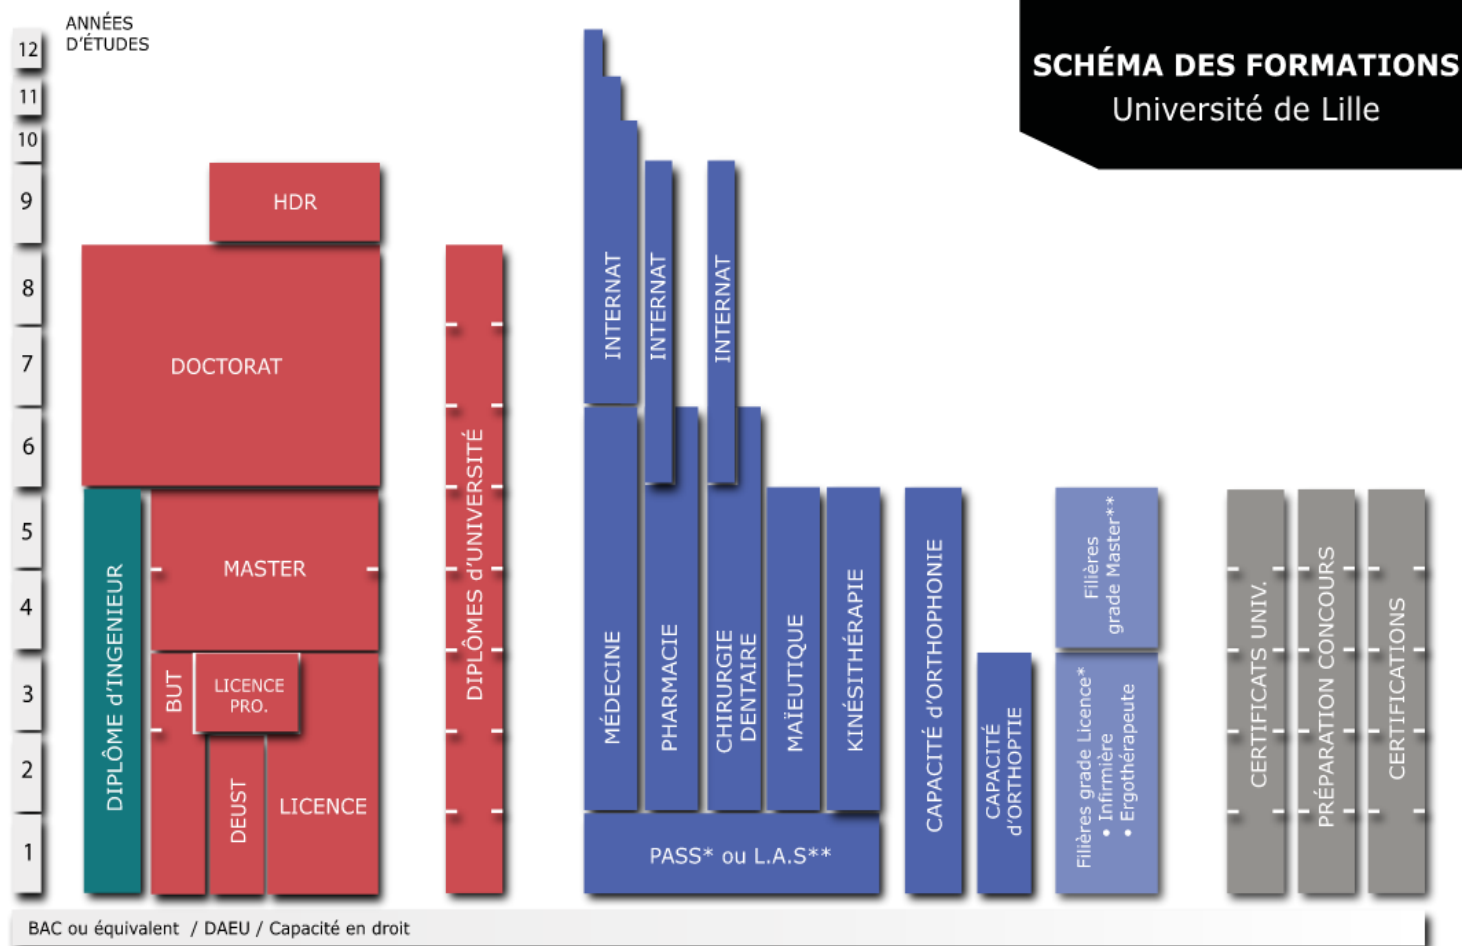 ANNÉES
D'ÉTUDES
SCHÉMA DES FORMATIONS
Université de Lille
12
11
10
9
8
7
6
5
4
3
2
1
HDR
DOCTORAT
DIPLÔME d'INGENIEUR
MASTER
BUT
LICENCE
PRO.
DEUST
LICENCE
DIPLÔMES d'UNIVERSITÉ
INTERNAT
INTERNAT
INTERNAT
MÉDECINE
PHARMACIE
CHIRURGIE
DENTAIRE
MAÏEUTIQUE
KINÉSITHÉRAPIE
PASS* ou L.A.S**
CAPACITÉ d'ORTHOPHONIE
CAPACITÉ
d'ORTHOPTIE
Filières
grade Master**
Filières grade Licence*
• Infirmière
• Ergothérapeute
CERTIFICATS UNIV.
PRÉPARATION CONCOURS
CERTIFICATIONS
BAC ou équivalent / DAEU / Capacité en droit